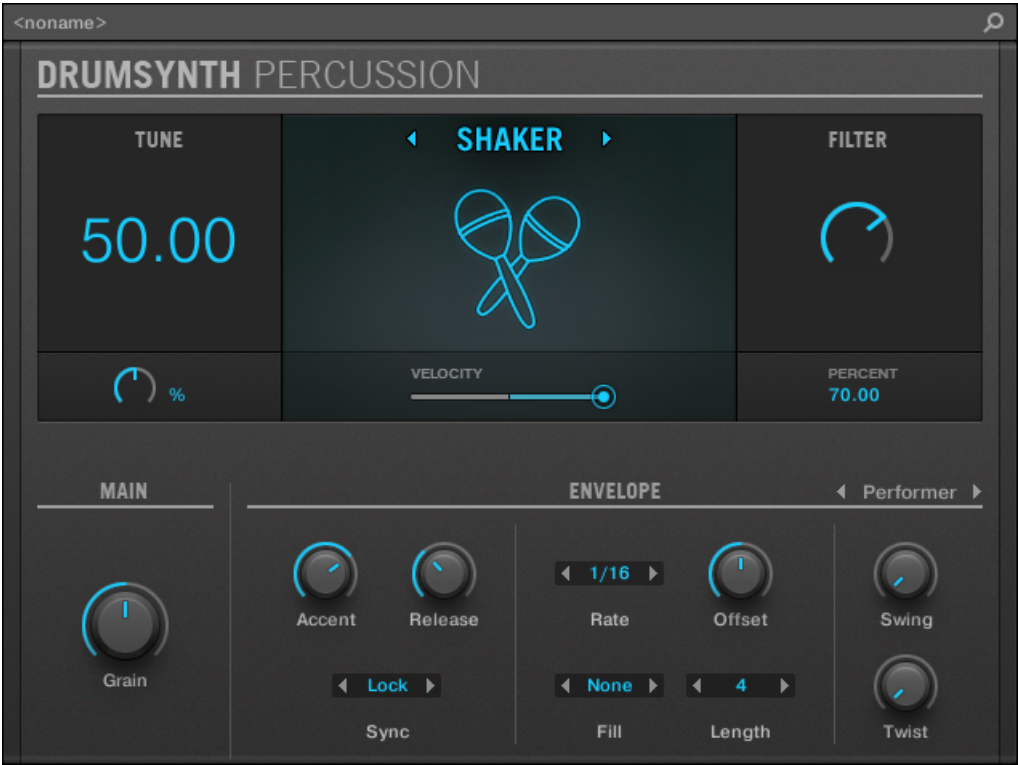 <noname>
DRUMSYNTH PERCUSSION
TUNE
SHAKER
FILTER
50.00
%
VELOCITY
PERCENT
70.00
MAIN
ENVELOPE
Performer
Grain
Accent
Release
1/16
Rate
Offset
Swing
Lock
Sync
None
Fill
4
Length
Twist